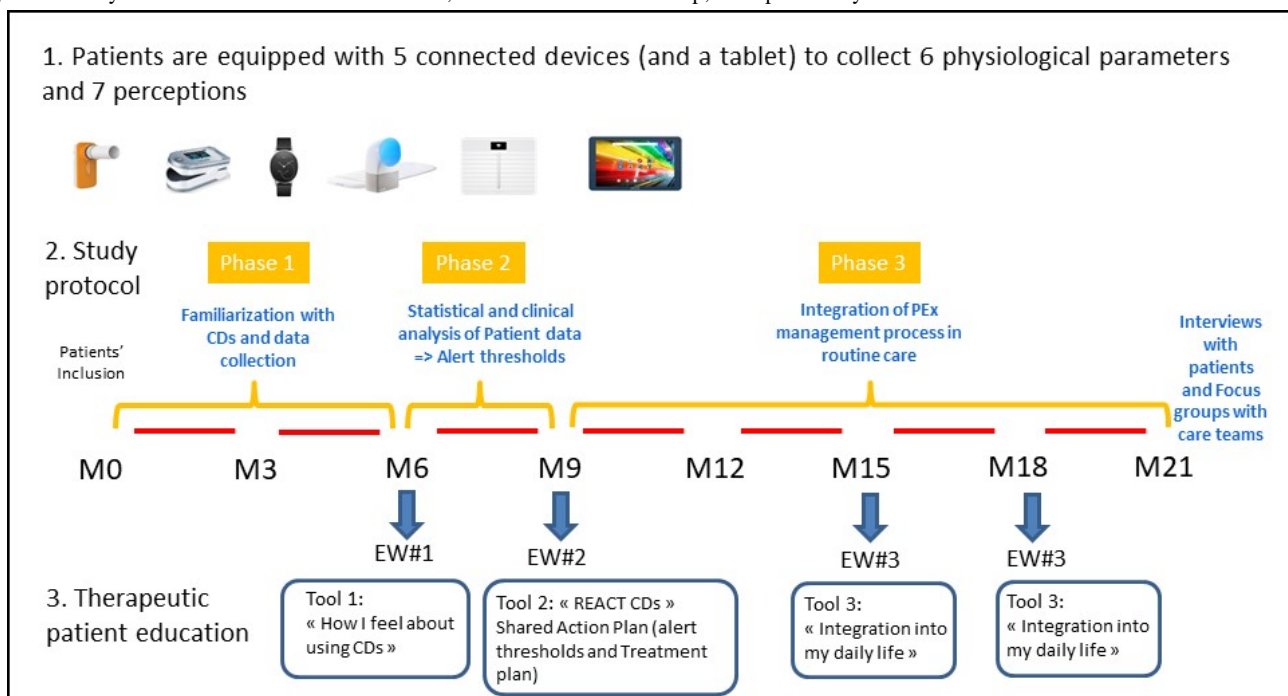 1. Patients are equipped with 5 connected devices (and a tablet) to collect 6 physiological parameters
and 7 perceptions
2. Study
protocol
Phase 1
Phase 2
Phase 3
Patients'
Inclusion
Familiarization with
CDs and data
collection
Statistical and clinical
analysis of Patient data
=> Alert thresholds
Integration of PEx
management process in
routine care
Interviews
with
patients
and Focus
groups with
care teams
M0
M3
M6
M9
M12
M15
M18
M21
EW#1
EW#2
EW#3
EW#3
3. Therapeutic
patient education
Tool 1:
« How I feel about
using CDs »
Tool 2: « REACT CDs »
Shared Action Plan (alert
thresholds and Treatment
plan)
Tool 3:
« Integration into
my daily life »
Tool 3:
« Integration into
my daily life »